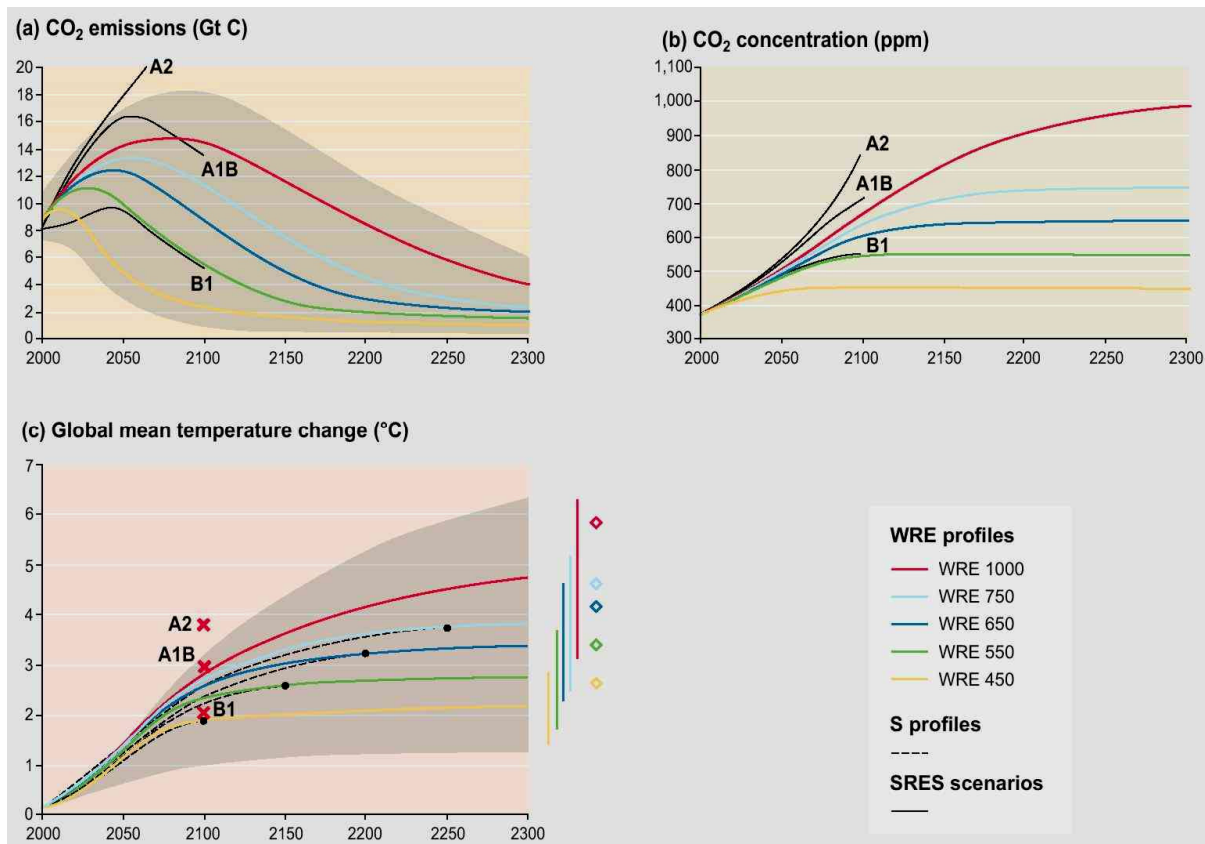 (a) CO₂ emissions (Gt C)
20
18
16
14
12
10
8
6
4
2
0
A2
A1B
B1
2000 2050 2100 2150 2200 2250 2300
(b) CO₂ concentration (ppm)
1,100
1,000
900
800
700
600
500
400
300
A2
A1B
B1
2000 2050 2100 2150 2200 2250 2300
(c) Global mean temperature change (°C)
7
6
5
4
3
2
1
0
A2
A1B
B1
2000 2050 2100 2150 2200 2250 2300
WRE profiles
WRE 1000
WRE 750
WRE 650
WRE 550
WRE 450
S profiles
SRES scenarios